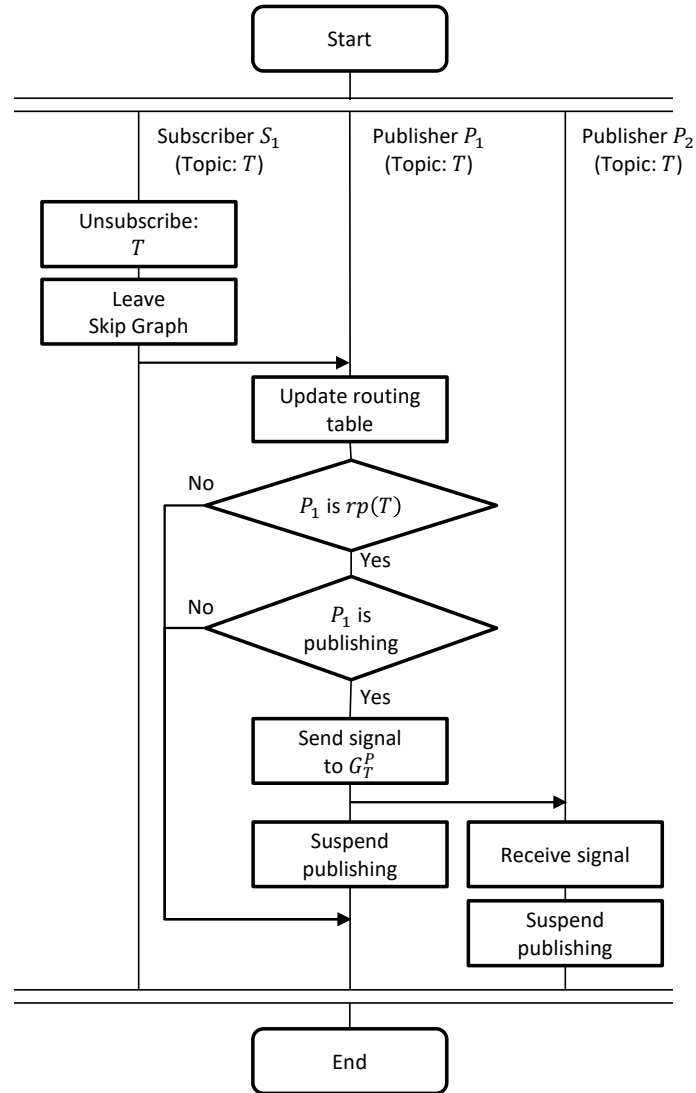 Start
Subscriber S₁
(Topic: T)
Publisher P₁
(Topic: T)
Publisher P₂
(Topic: T)
Unsubscribe:
T
Leave
Skip Graph
Update routing
table
No
P₁ is rp(T)
Yes
No
P₁ is
publishing
Yes
Send signal
to G_T^P
Suspend
publishing
Receive signal
Suspend
publishing
End